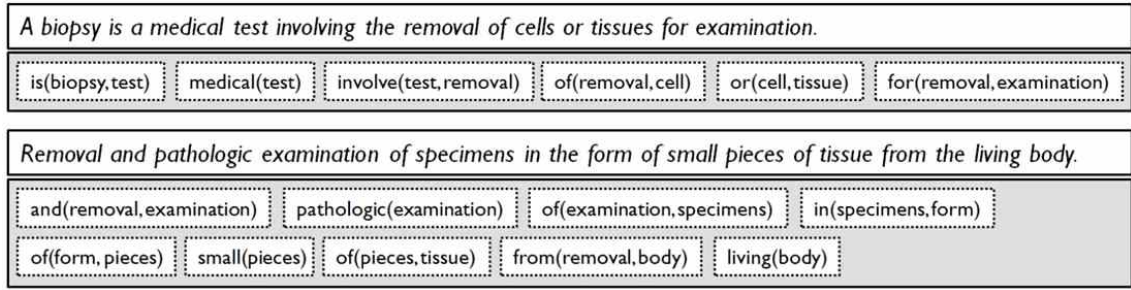 A biopsy is a medical test involving the removal of cells or tissues for examination.
is(biopsy,test) medical(test) involve(test,removal) of(removal,cell) or(cell,tissue) for(removal,examination)
Removal and pathologic examination of specimens in the form of small pieces of tissue from the living body.
and(removal,examination) pathologic(examination) of(examination,specimens) in(specimens,form)
of(form,pieces) small(pieces) of(pieces,tissue) from(removal,body) living(body)